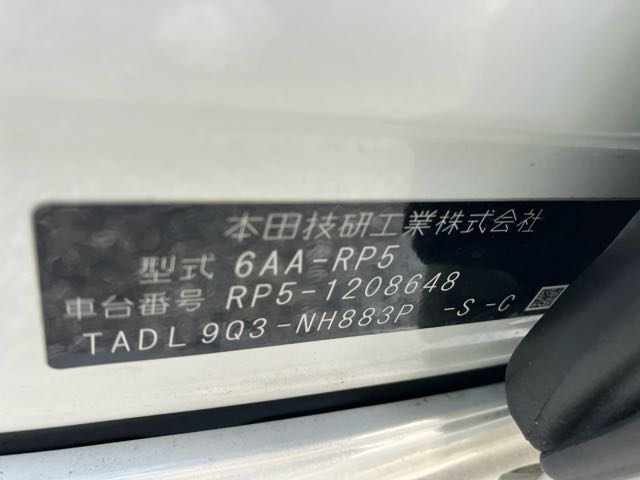 本田技研工業株式会社
型式 6AA-RP5
車台番号 RP5-1208648
TADL 9Q3-NH883P -S -C